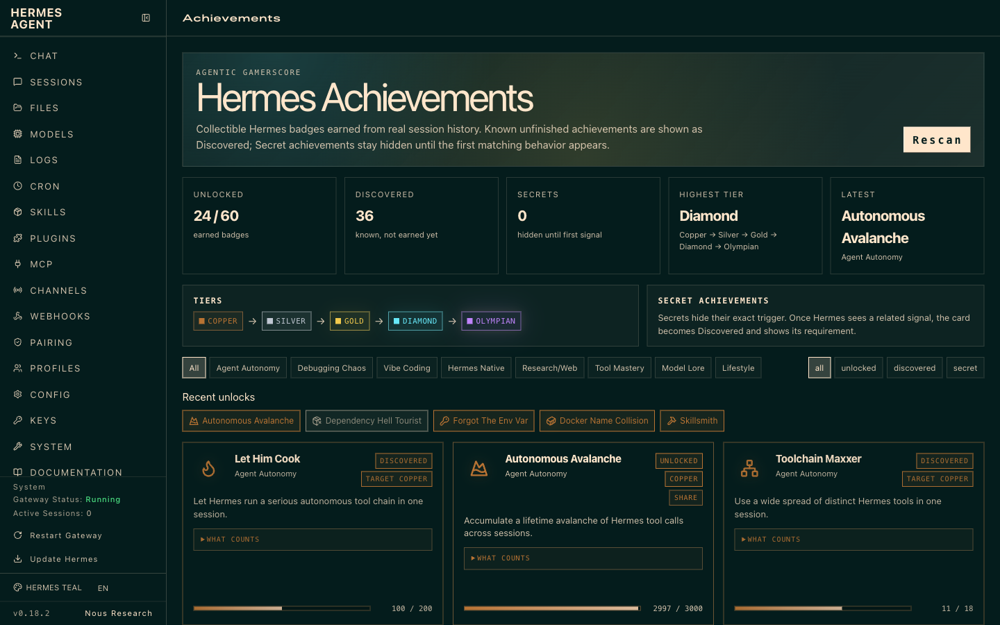 HERMES
AGENT
CHAT
SESSIONS
FILES
MODELS
LOGS
CRON
SKILLS
PLUGINS
MCP
CHANNELS
WEBHOOKS
PAIRING
PROFILES
CONFIG
KEYS
SYSTEM
DOCUMENTATION
System
Gateway Status: Running
Active Sessions: 0
Restart Gateway
Update Hermes
HERMES TEAL EN
v0.18.2 Nous Research
Achievements
AGENTIC GAMERSCORE
Hermes Achievements
Collectible Hermes badges earned from real session history. Known unfinished achievements are shown as
Discovered; Secret achievements stay hidden until the first matching behavior appears.
Rescan
UNLOCKED
24 / 60
earned badges
DISCOVERED
36
known, not earned yet
SECRETS
0
hidden until first signal
HIGHEST TIER
Diamond
Copper → Silver → Gold →
Diamond → Olympian
LATEST
Autonomous
Avalanche
Agent Autonomy
TIERS
COPPER → SILVER → GOLD → DIAMOND → OLYMPIAN
SECRET ACHIEVEMENTS
Secrets hide their exact trigger. Once Hermes sees a related signal, the card
becomes Discovered and shows its requirement.
All Agent Autonomy Debugging Chaos Vibe Coding Hermes Native Research/Web Tool Mastery Model Lore Lifestyle
all unlocked discovered secret
Recent unlocks
Autonomous Avalanche Dependency Hell Tourist Forgot The Env Var Docker Name Collision Skillsmith
Let Him Cook
Agent Autonomy
DISCOVERED
TARGET COPPER
Let Hermes run a serious autonomous tool chain in one
session.
▸WHAT COUNTS
100 / 200
Autonomous Avalanche
Agent Autonomy
UNLOCKED
COPPER
SHARE
Accumulate a lifetime avalanche of Hermes tool calls
across sessions.
▸WHAT COUNTS
2997 / 3000
Toolchain Maxxer
Agent Autonomy
DISCOVERED
TARGET COPPER
Use a wide spread of distinct Hermes tools in one
session.
▸WHAT COUNTS
11 / 18